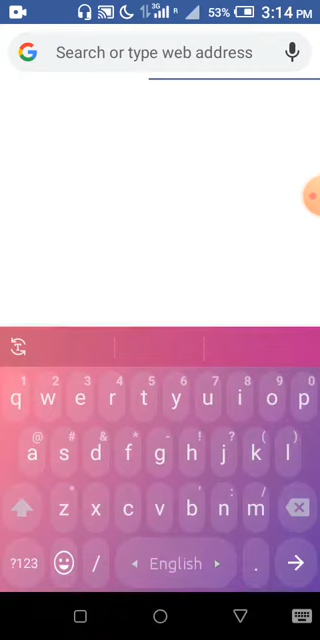 3G R 53% 3:14 PM
G Search or type web address
1 2 3 4 5 6 7 8 9 0
q w e r t y u i o p
@ # & * - ! ? ( )
a s d f g h j k l
" ' : /
z x c v b n m
?123 / English .